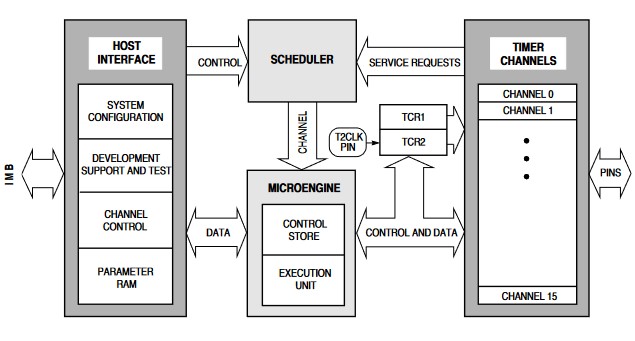 HOST
INTERFACE
SYSTEM
CONFIGURATION
DEVELOPMENT
SUPPORT AND TEST
CHANNEL
CONTROL
PARAMETER
RAM
IMB
CONTROL
SCHEDULER
SERVICE REQUESTS
CHANNEL
T2CLK
PIN
TCR1
TCR2
MICROENGINE
CONTROL
STORE
EXECUTION
UNIT
DATA
CONTROL AND DATA
TIMER
CHANNELS
CHANNEL 0
CHANNEL 1
CHANNEL 15
PINS